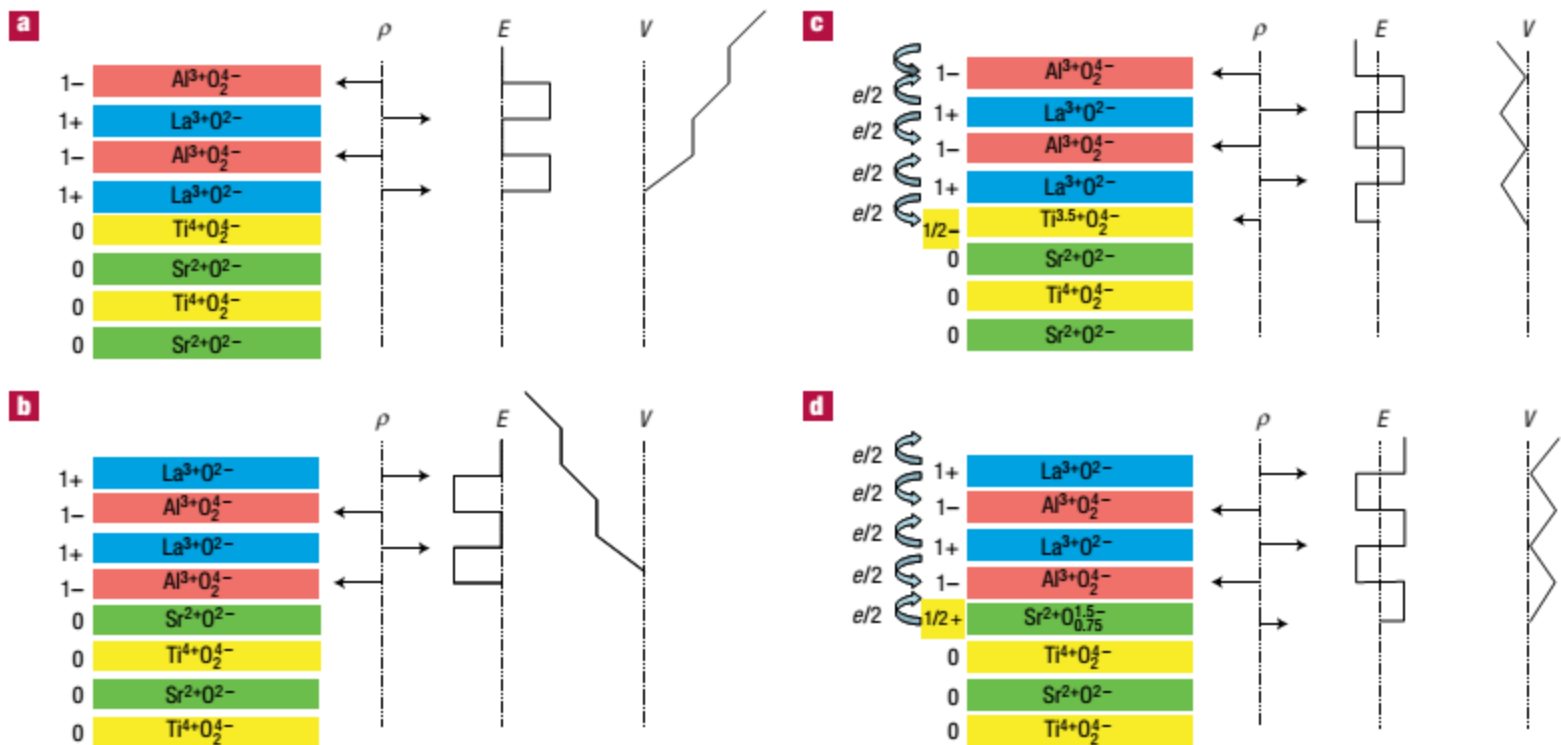 a
ρ E V
1– Al³⁺O₂⁴⁻
1+ La³⁺O²⁻
1– Al³⁺O₂⁴⁻
1+ La³⁺O²⁻
0 Ti⁴⁺O₂⁴⁻
0 Sr²⁺O²⁻
0 Ti⁴⁺O₂⁴⁻
0 Sr²⁺O²⁻
b
ρ E V
1+ La³⁺O²⁻
1– Al³⁺O₂⁴⁻
1+ La³⁺O²⁻
1– Al³⁺O₂⁴⁻
0 Sr²⁺O²⁻
0 Ti⁴⁺O₂⁴⁻
0 Sr²⁺O²⁻
0 Ti⁴⁺O₂⁴⁻
c
ρ E V
1– Al³⁺O₂⁴⁻
e/2
1+ La³⁺O²⁻
e/2
1– Al³⁺O₂⁴⁻
e/2
1+ La³⁺O²⁻
e/2
1/2– Ti³·⁵⁺O₂⁴⁻
0 Sr²⁺O²⁻
0 Ti⁴⁺O₂⁴⁻
0 Sr²⁺O²⁻
d
ρ E V
e/2
1+ La³⁺O²⁻
e/2
1– Al³⁺O₂⁴⁻
e/2
1+ La³⁺O²⁻
e/2
1– Al³⁺O₂⁴⁻
e/2
1/2+ Sr²⁺O₀.₇₅¹·⁵⁻
0 Ti⁴⁺O₂⁴⁻
0 Sr²⁺O²⁻
0 Ti⁴⁺O₂⁴⁻